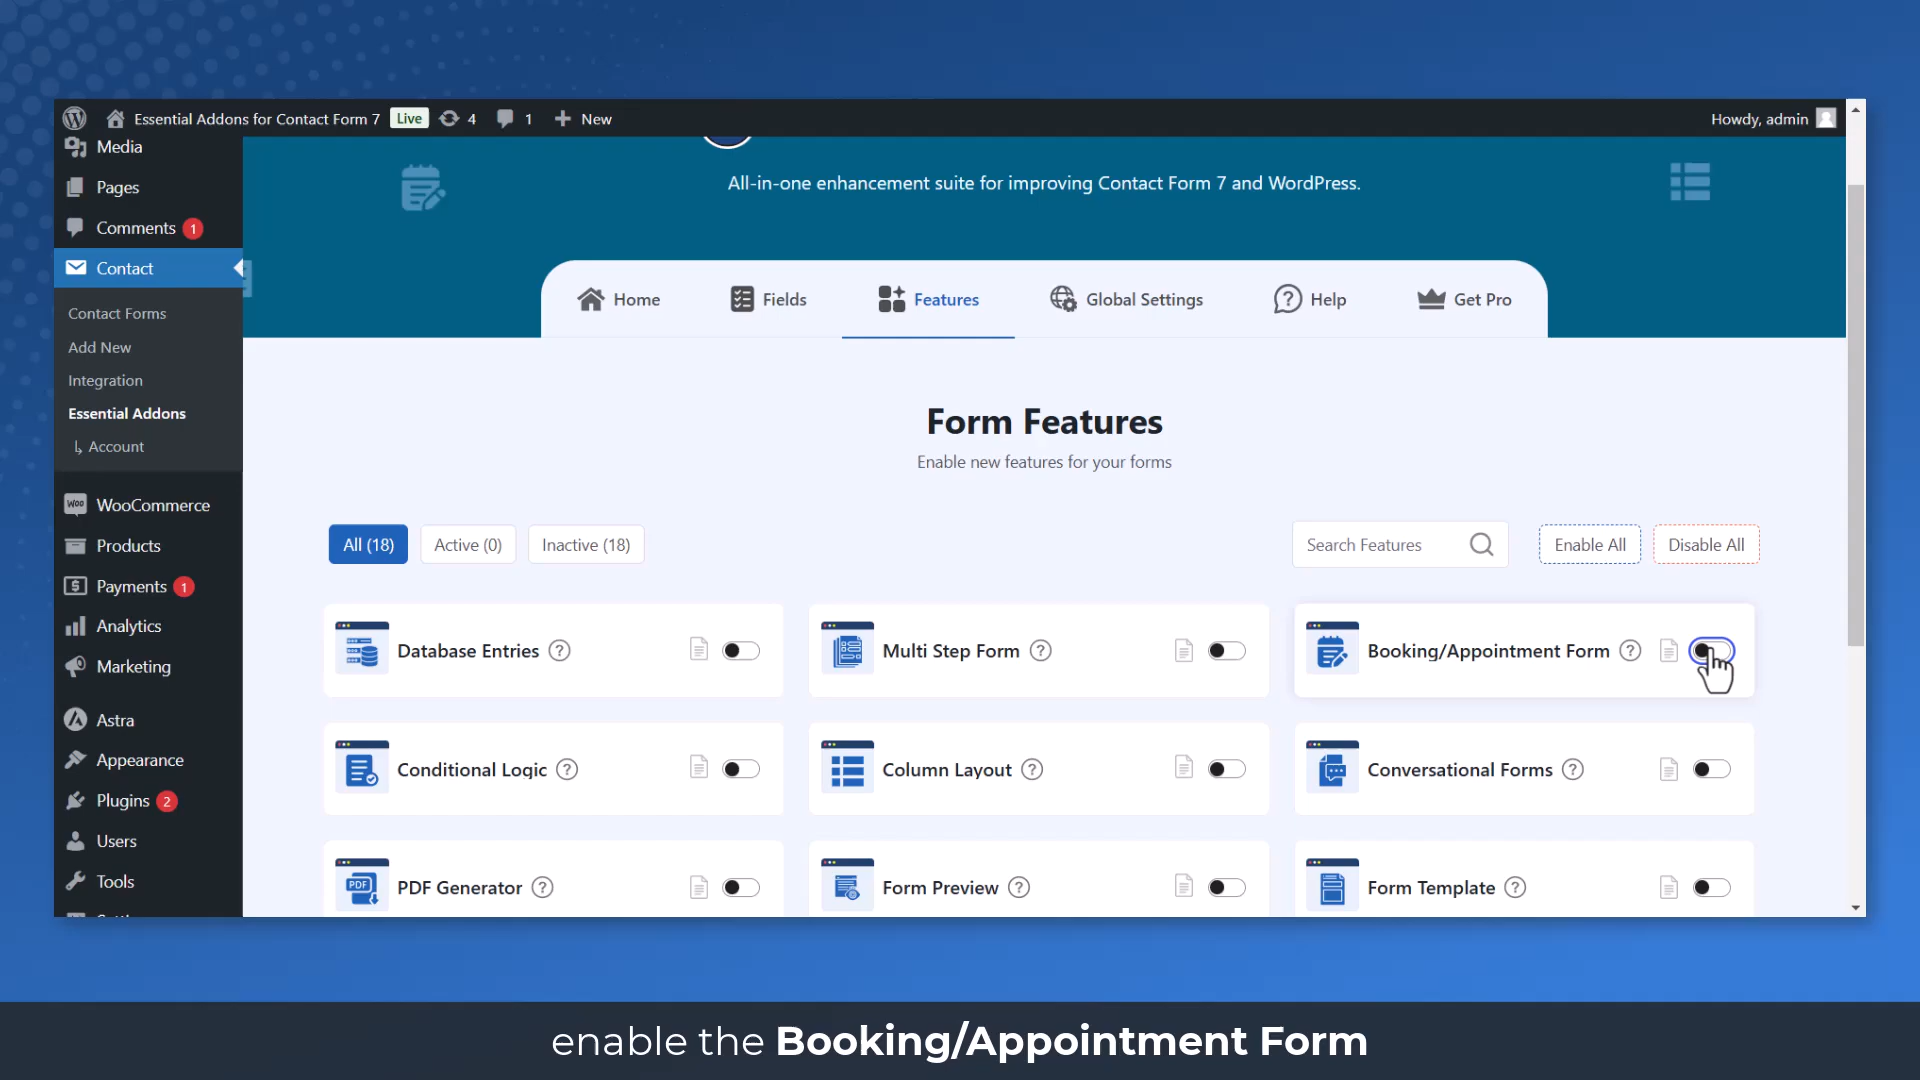 Essential Addons for Contact Form 7 Live 4 1 New
Howdy, admin
Media
Pages
Comments 1
Contact
Contact Forms
Add New
Integration
Essential Addons
Account
WooCommerce
Products
Payments 1
Analytics
Marketing
Astra
Appearance
Plugins 2
Users
Tools
All-in-one enhancement suite for improving Contact Form 7 and WordPress.
Home
Fields
Features
Global Settings
Help
Get Pro
Form Features
Enable new features for your forms
All (18)
Active (0)
Inactive (18)
Search Features
Enable All
Disable All
Database Entries ?
Multi Step Form ?
Booking/Appointment Form ?
Conditional Logic ?
Column Layout ?
Conversational Forms ?
PDF
PDF Generator ?
Form Preview ?
Form Template ?
enable the Booking/Appointment Form